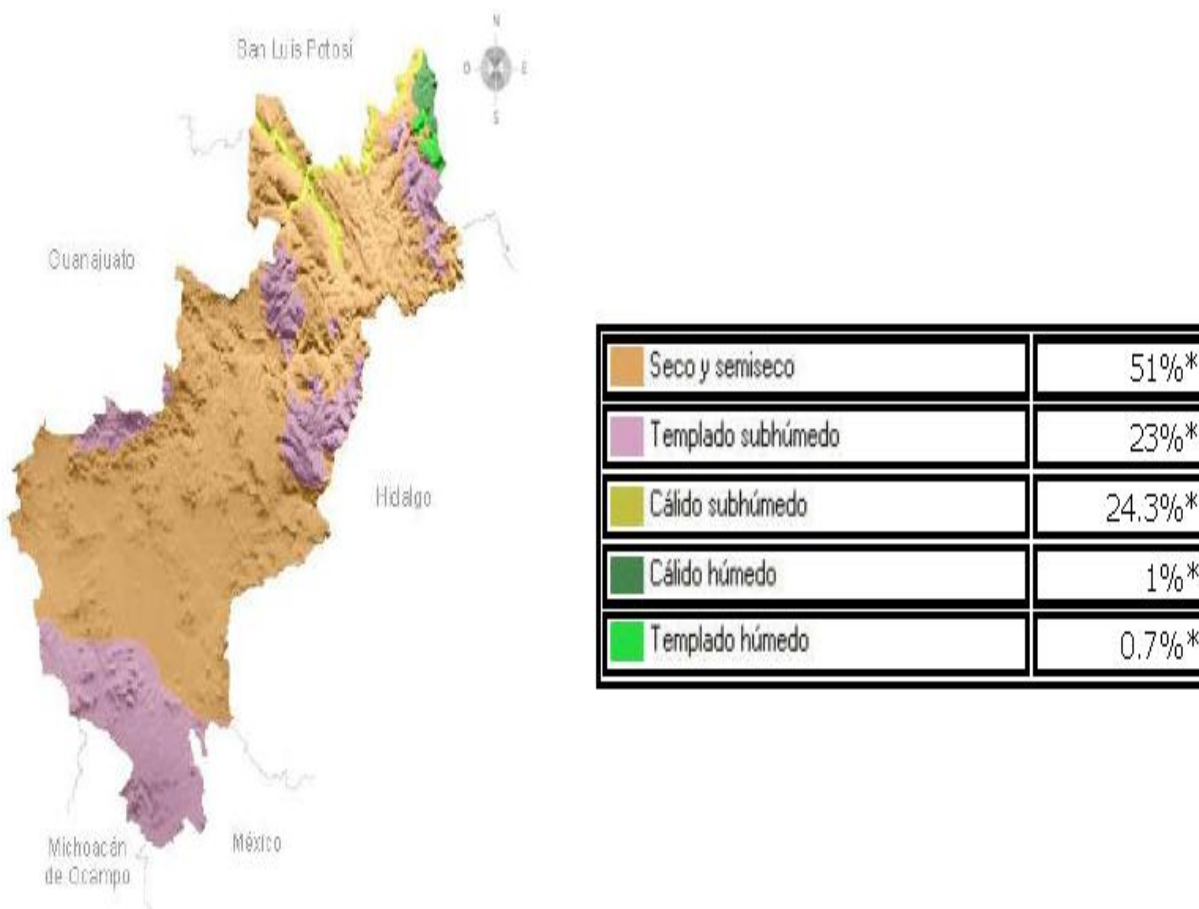 San Luis Potosí
N
O
E
S
Guanajuato
Hidalgo
Michoacán
de Ocampo
México
Seco y semiseco 51%*
Templado subhúmedo 23%*
Cálido subhúmedo 24.3%*
Cálido húmedo 1%*
Templado húmedo 0.7%*